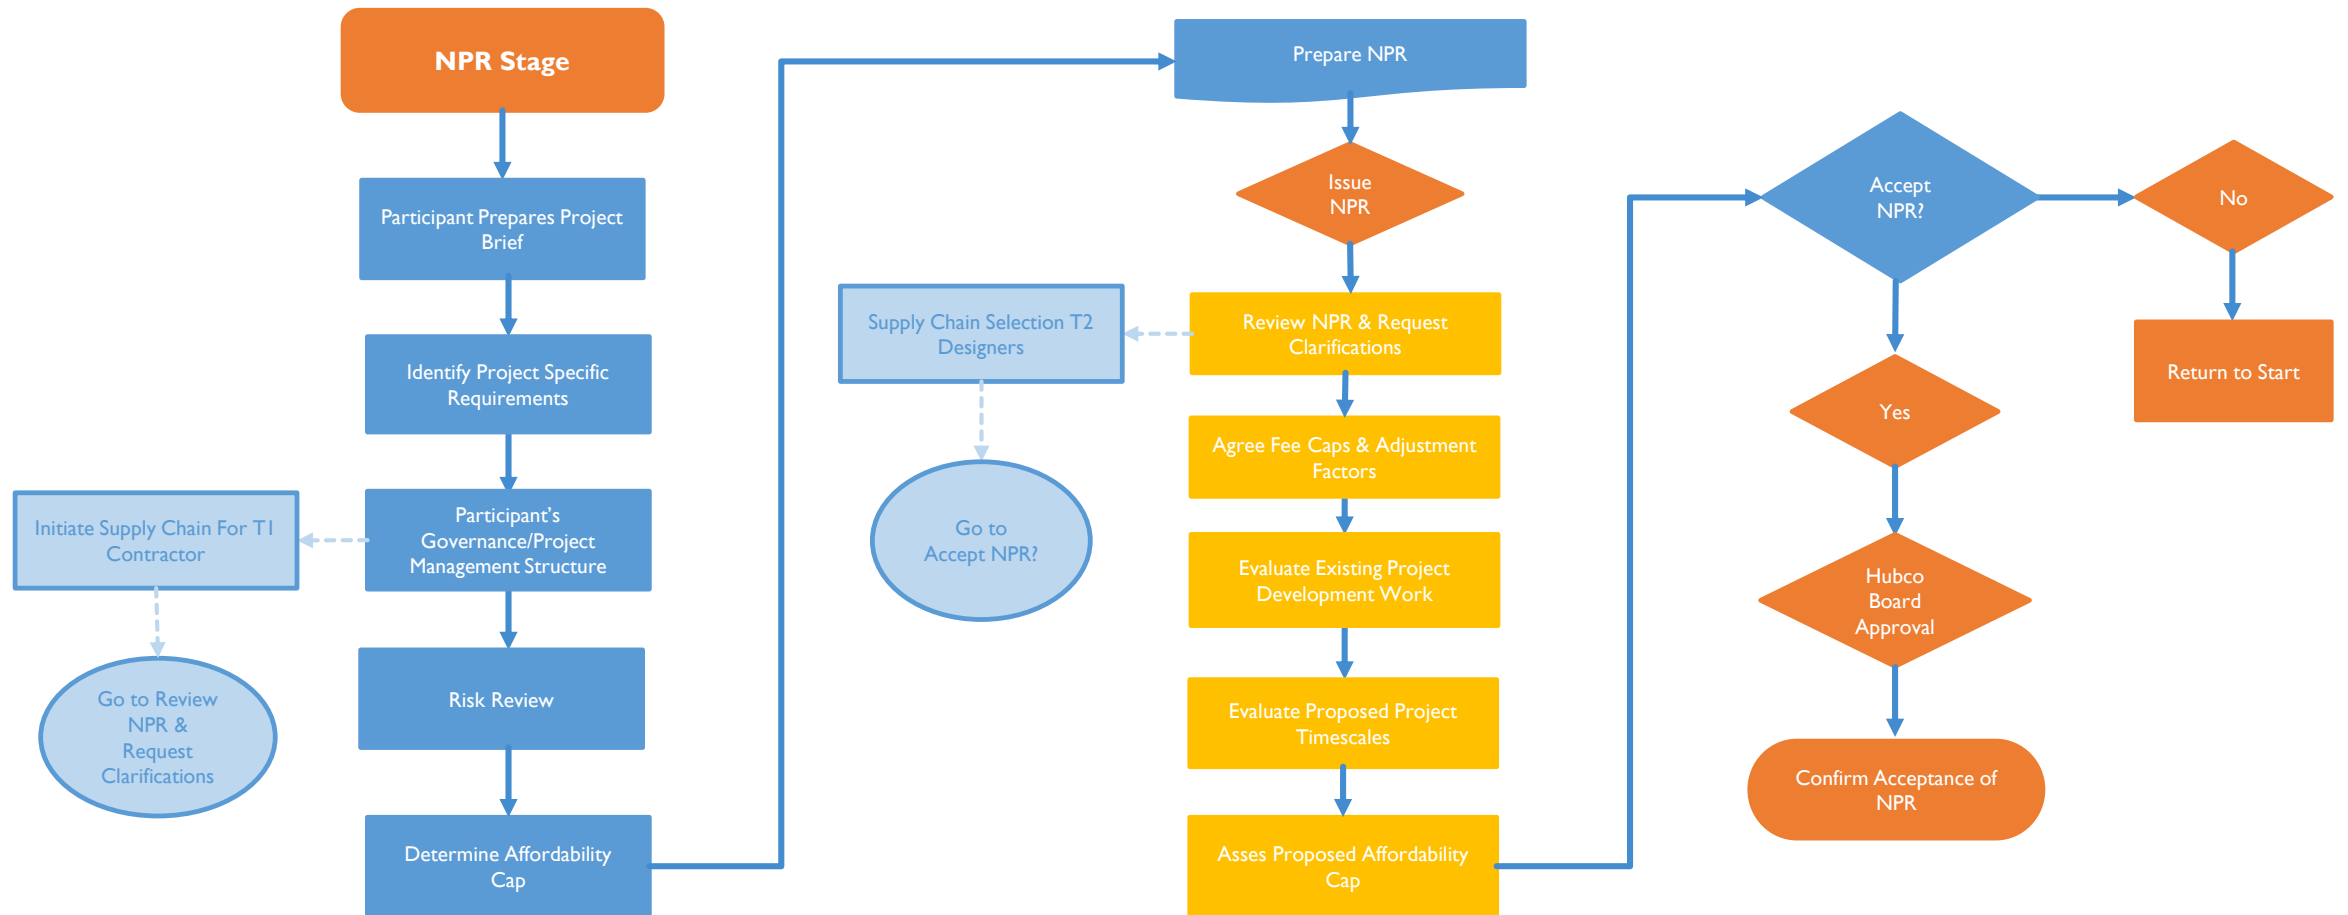 NPR Stage
Participant Prepares Project
Brief
Identify Project Specific
Requirements
Participant’s
Governance/Project
Management Structure
Initiate Supply Chain For T1
Contractor
Go to Review
NPR &
Request
Clarifications
Risk Review
Determine Affordability
Cap
Prepare NPR
Issue
NPR
Review NPR & Request
Clarifications
Supply Chain Selection T2
Designers
Go to
Accept NPR?
Agree Fee Caps & Adjustment
Factors
Evaluate Existing Project
Development Work
Evaluate Proposed Project
Timescales
Asses Proposed Affordability
Cap
Accept
NPR?
No
Return to Start
Yes
Hubco
Board
Approval
Confirm Acceptance of
NPR